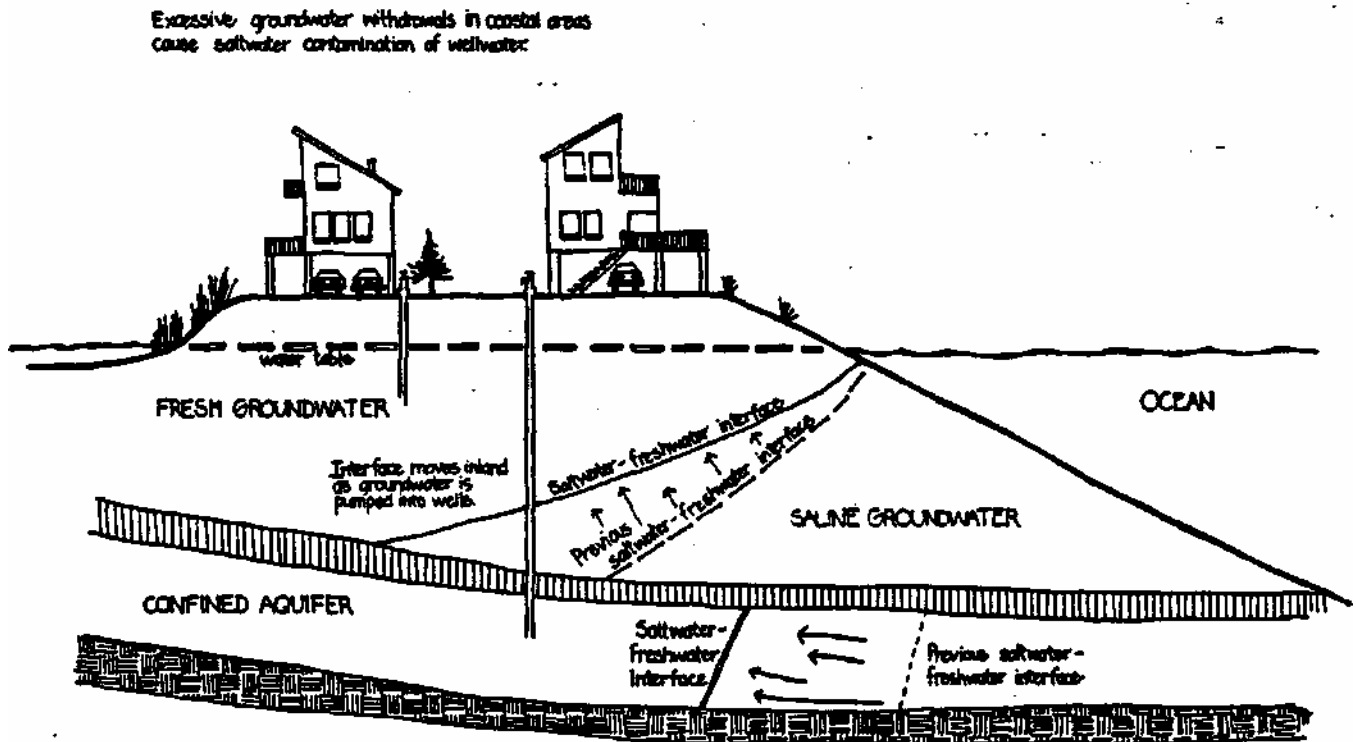 Excessive groundwater withdrawals in coastal areas
cause saltwater contamination of wellwater.
water table
FRESH GROUNDWATER
OCEAN
Saltwater-freshwater interface
Interface moves inland
as groundwater is
pumped into wells.
Previous
saltwater-freshwater interface
SALINE GROUNDWATER
CONFINED AQUIFER
Saltwater-
Freshwater
Interface
Previous saltwater-
freshwater interface